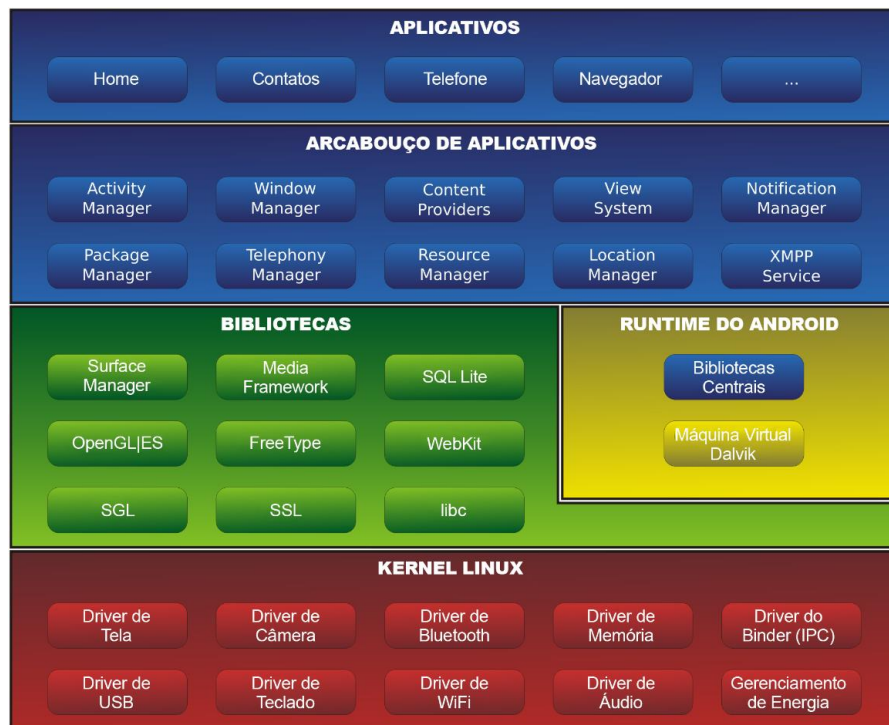 APLICATIVOS
Home
Contatos
Telefone
Navegador
...
ARCABOUÇO DE APLICATIVOS
Activity
Manager
Window
Manager
Content
Providers
View
System
Notification
Manager
Package
Manager
Telephony
Manager
Resource
Manager
Location
Manager
XMPP
Service
BIBLIOTECAS
Surface
Manager
Media
Framework
SQL Lite
OpenGL|ES
FreeType
WebKit
SGL
SSL
libc
RUNTIME DO ANDROID
Bibliotecas
Centrais
Máquina Virtual
Dalvik
KERNEL LINUX
Driver de
Tela
Driver de
Câmera
Driver de
Bluetooth
Driver de
Memória
Driver do
Binder (IPC)
Driver de
USB
Driver de
Teclado
Driver de
WiFi
Driver de
Áudio
Gerenciamento
de Energia